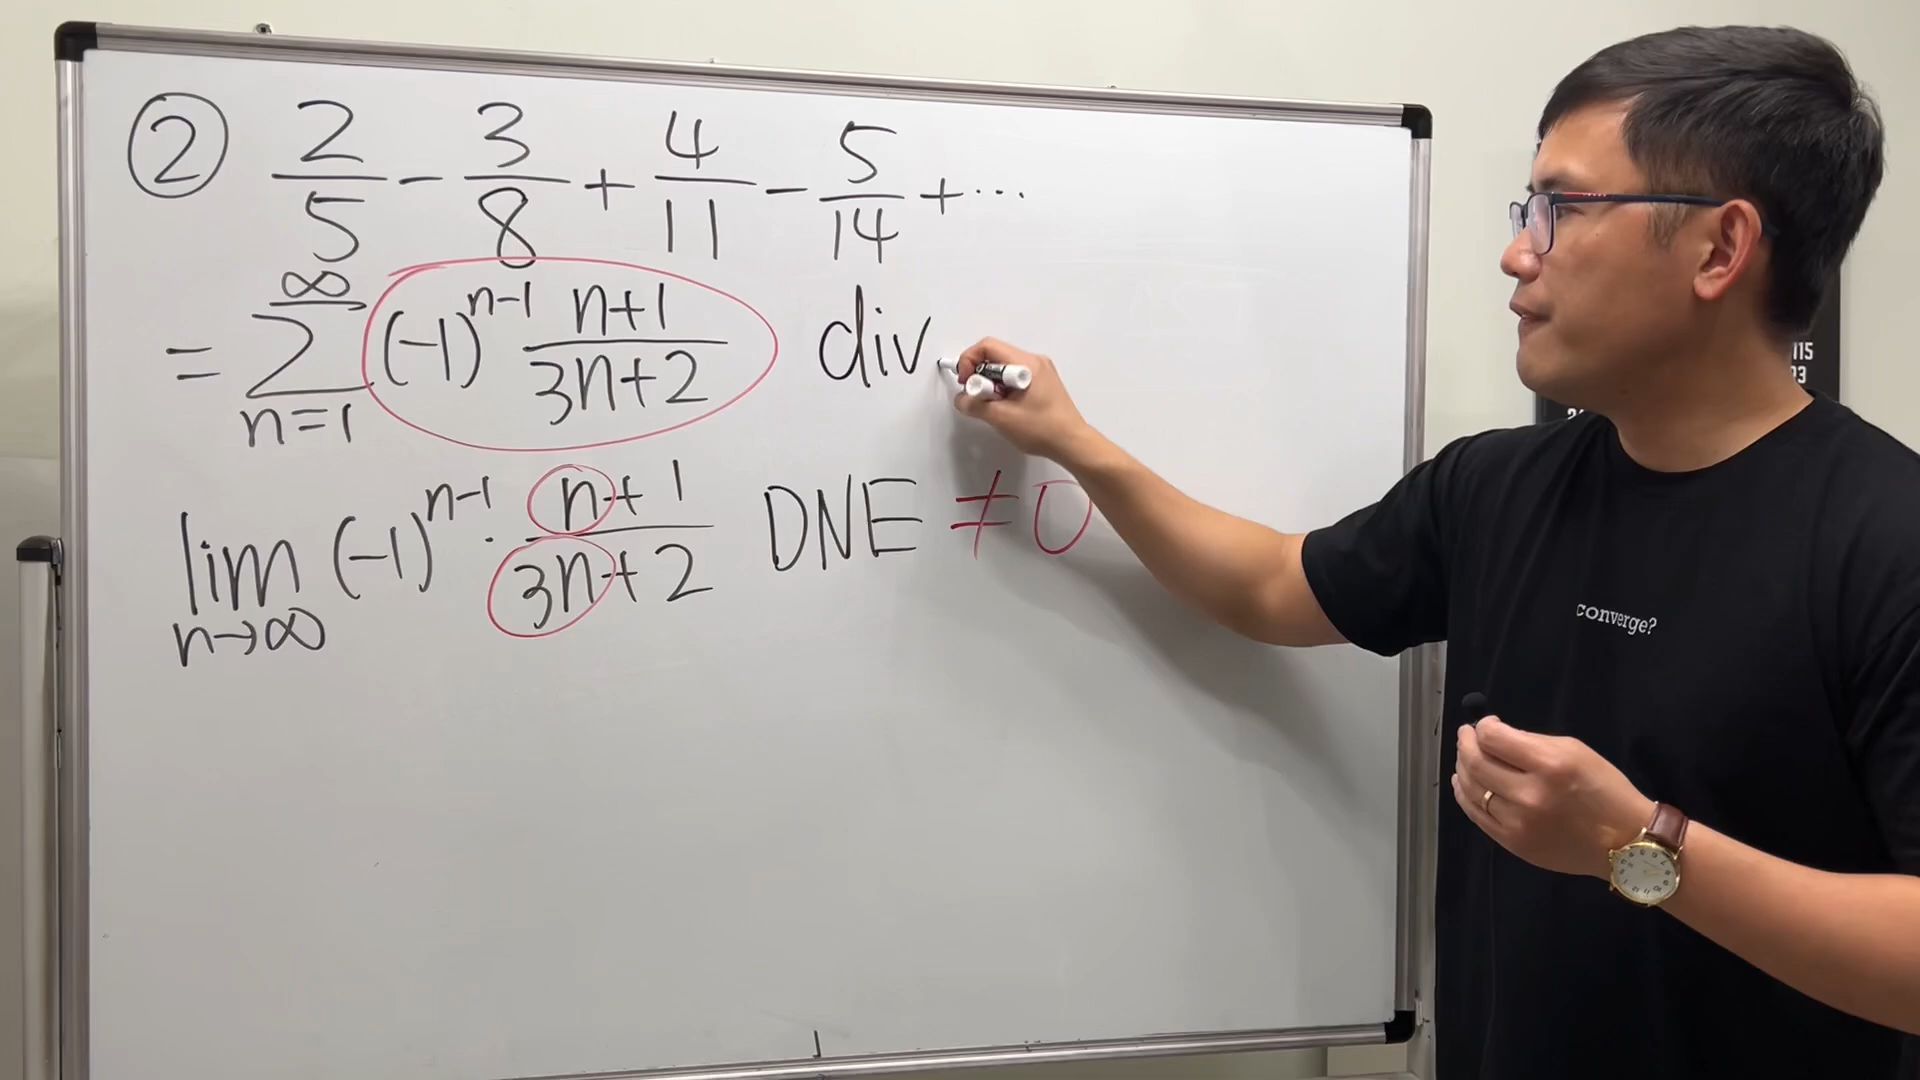 ② 2/5 - 3/8 + 4/11 - 5/14 + ...
= ∑_{n=1}^{∞} (-1)^{n-1} (n+1)/(3n+2) div.
lim_{n→∞} (-1)^{n-1} · (n+1)/(3n+2) DNE ≠ 0
converge?